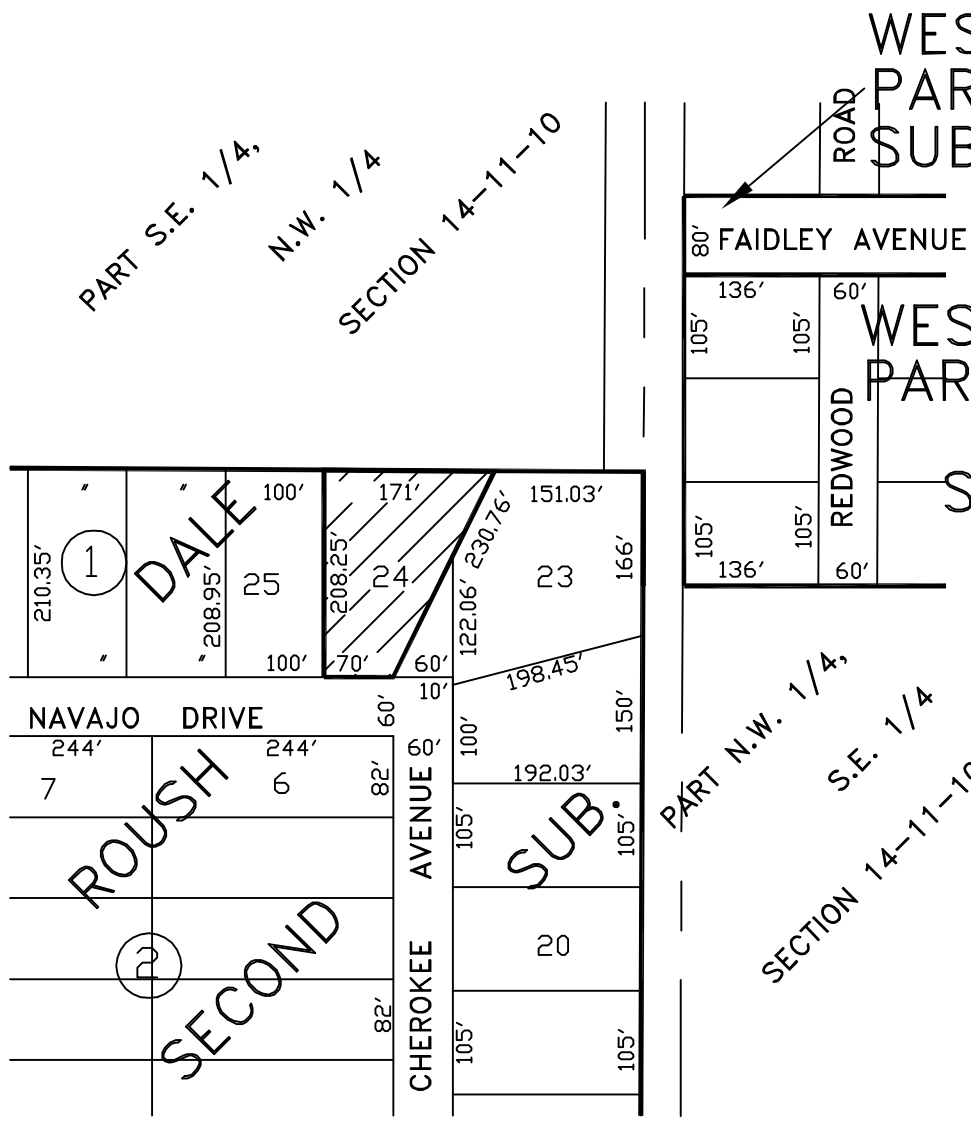 WES
PAR
SUB
ROAD
PART S.E. 1/4,
N.W. 1/4
SECTION 14-11-10
80'
FAIDLEY AVENUE
136'
60'
105'
105'
WES
PAR
REDWOOD
S
105'
105'
136'
60'
"
"
100'
171'
151.03'
DALE
230.76'
1
210.35'
208.95'
25
208.25'
24
122.06'
23
166'
"
"
100'
70'
60'
10'
198.45'
NAVAJO DRIVE
60'
100'
150'
244'
244'
60'
192.03'
7
6
82'
PART N.W. 1/4,
S.E. 1/4
SECTION 14-11-10
ROUSH
SECOND
SUB.
105'
105'
CHEROKEE AVENUE
2
20
82'
105'
105'